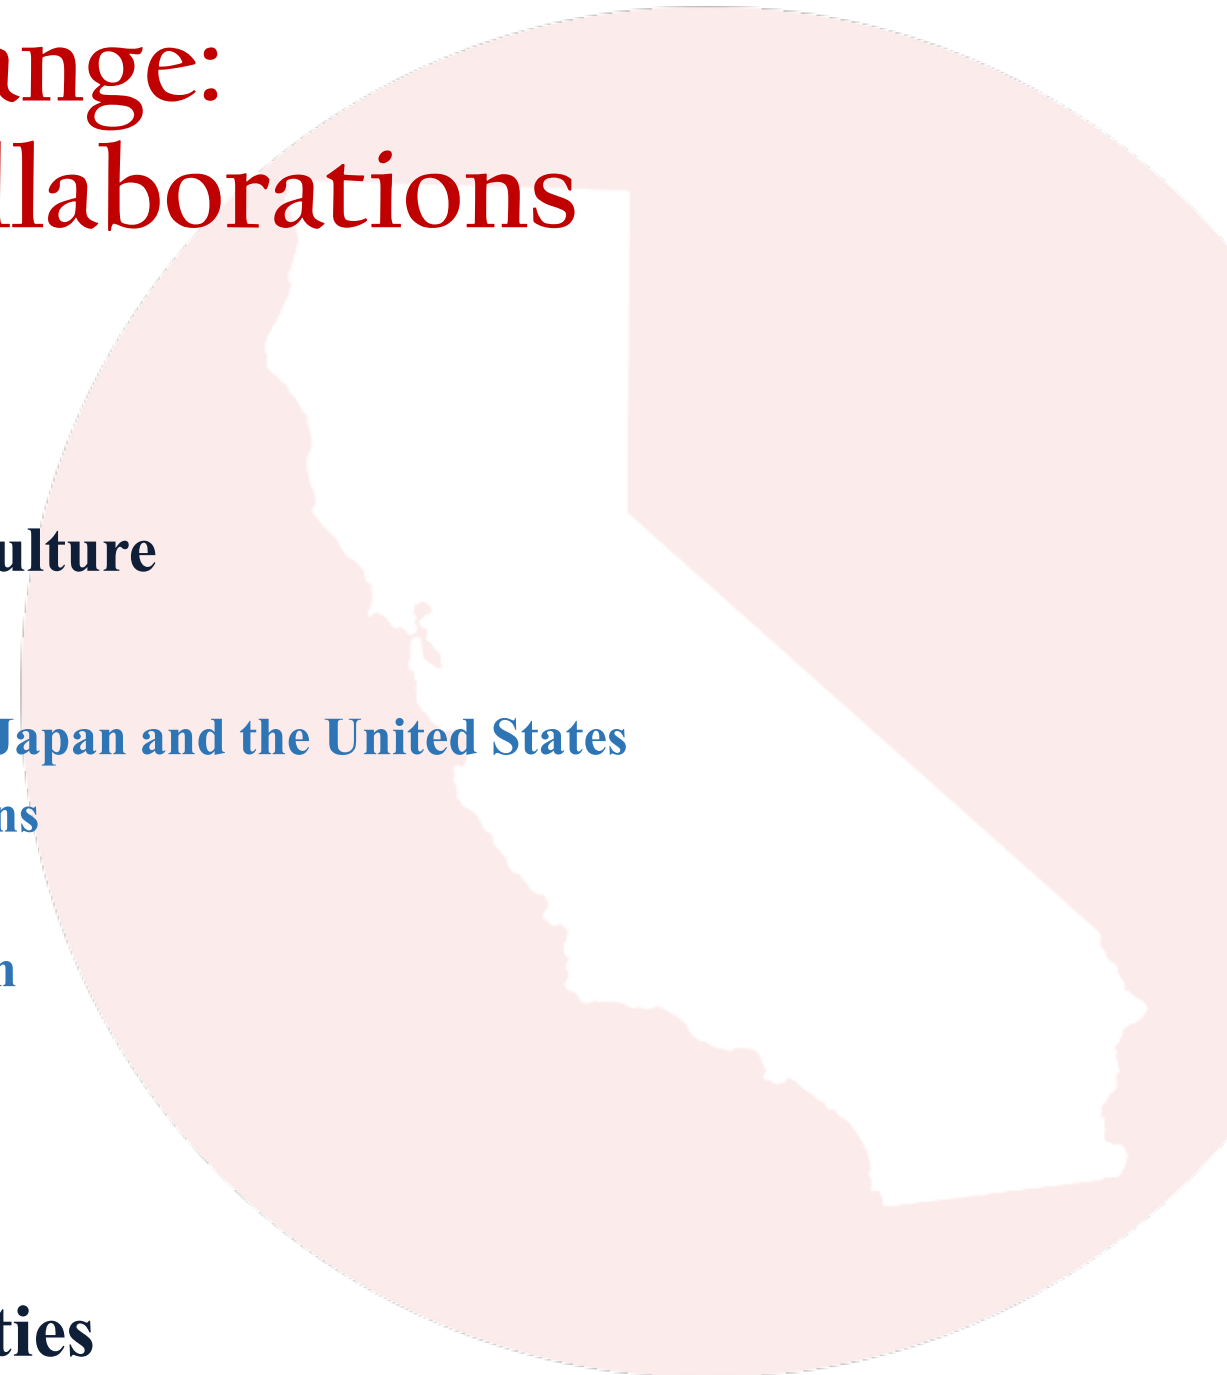 ange:
llaborations
ulture
Japan and the United States
ns
n
ties